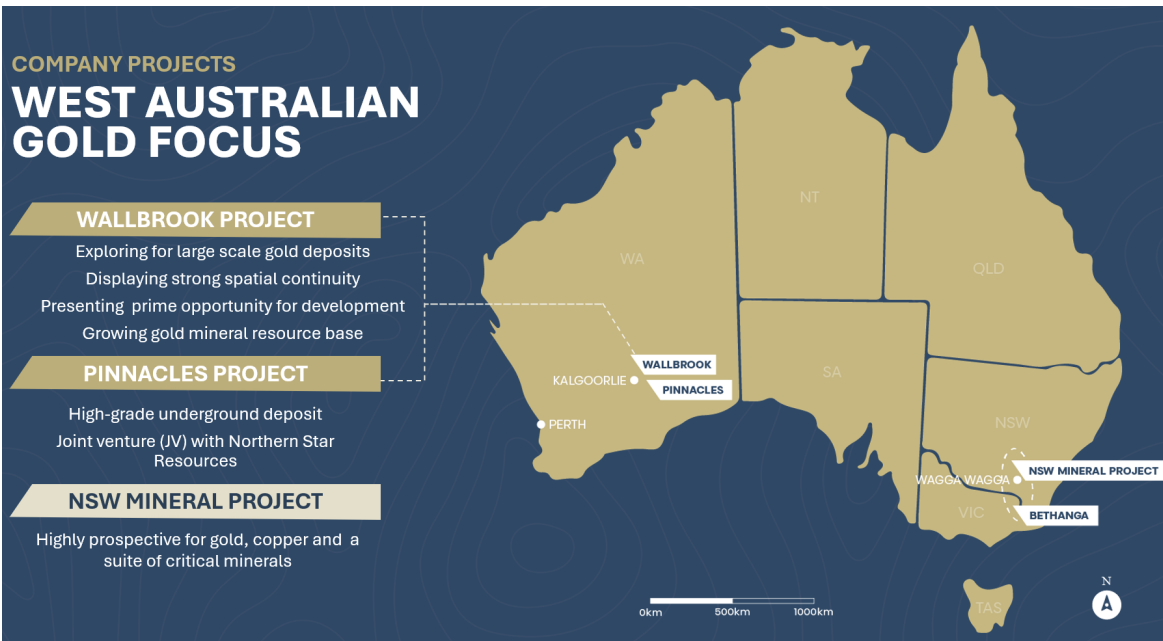 COMPANY PROJECTS
WEST AUSTRALIAN
GOLD FOCUS
WALLBROOK PROJECT
Exploring for large scale gold deposits
Displaying strong spatial continuity
Presenting prime opportunity for development
Growing gold mineral resource base
PINNACLES PROJECT
High-grade underground deposit
Joint venture (JV) with Northern Star
Resources
NSW MINERAL PROJECT
Highly prospective for gold, copper and a
suite of critical minerals
NT
WA
QLD
WALLBROOK
SA
KALGOORLIE
PINNACLES
PERTH
NSW
NSW MINERAL PROJECT
WAGGA WAGGA
VIC
BETHANGA
N
A
0km
500km
1000km
TAS